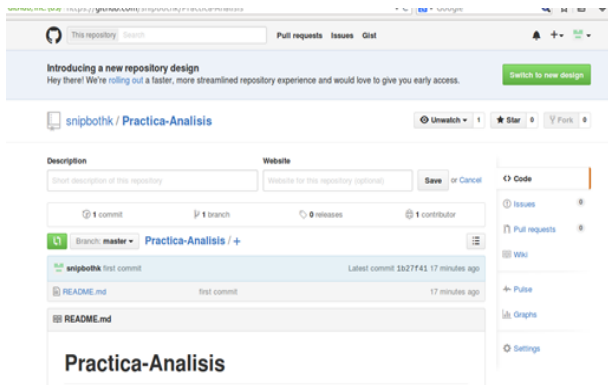 This repository Search Pull requests Issues Gist
Introducing a new repository design
Hey there! We're rolling out a faster, more streamlined repository experience and would love to give you early access.
Switch to new design
snipbothk / Practica-Analisis
Unwatch 1 Star 0 Fork 0
Description Website
Short description of this repository Website for this repository (optional) Save or Cancel
<> Code
1 commit 1 branch 0 releases 1 contributor
Issues 0
Pull requests 0
Branch: master Practica-Analisis / +
Wiki
snipbothk first commit Latest commit 1b27f41 17 minutes ago
README.md first commit 17 minutes ago
Pulse
Graphs
README.md
Settings
Practica-Analisis